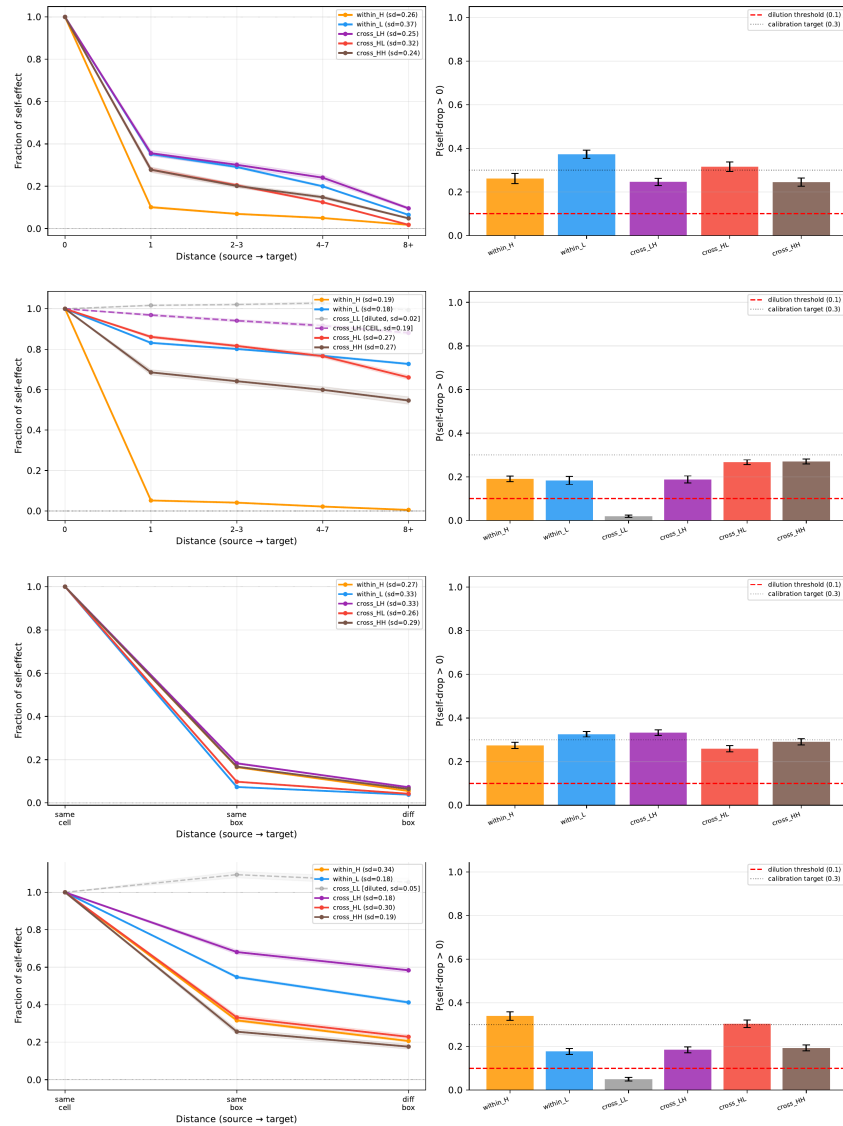 Fraction of self-effect
1.0
0.8
0.6
0.4
0.2
0.0
within_H (sd=0.26)
within_L (sd=0.37)
cross_LH (sd=0.25)
cross_HL (sd=0.32)
cross_HH (sd=0.24)
0 1 2–3 4–7 8+
Distance (source → target)
P(self-drop > 0)
1.0
0.8
0.6
0.4
0.2
0.0
dilution threshold (0.1)
calibration target (0.3)
within_H within_L cross_LH cross_HL cross_HH
Fraction of self-effect
1.0
0.8
0.6
0.4
0.2
0.0
within_H (sd=0.19)
within_L (sd=0.18)
cross_LL [diluted, sd=0.02]
cross_LH [CEIL, sd=0.19]
cross_HL (sd=0.27)
cross_HH (sd=0.27)
0 1 2–3 4–7 8+
Distance (source → target)
P(self-drop > 0)
1.0
0.8
0.6
0.4
0.2
0.0
dilution threshold (0.1)
calibration target (0.3)
within_H within_L cross_LL cross_LH cross_HL cross_HH
Fraction of self-effect
1.0
0.8
0.6
0.4
0.2
0.0
within_H (sd=0.27)
within_L (sd=0.33)
cross_LH (sd=0.33)
cross_HL (sd=0.26)
cross_HH (sd=0.29)
same same diff
cell box box
Distance (source → target)
P(self-drop > 0)
1.0
0.8
0.6
0.4
0.2
0.0
dilution threshold (0.1)
calibration target (0.3)
within_H within_L cross_LH cross_HL cross_HH
Fraction of self-effect
1.0
0.8
0.6
0.4
0.2
0.0
within_H (sd=0.34)
within_L (sd=0.18)
cross_LL [diluted, sd=0.05]
cross_LH (sd=0.18)
cross_HL (sd=0.30)
cross_HH (sd=0.19)
same same diff
cell box box
Distance (source → target)
P(self-drop > 0)
1.0
0.8
0.6
0.4
0.2
0.0
dilution threshold (0.1)
calibration target (0.3)
within_H within_L cross_LL cross_LH cross_HL cross_HH